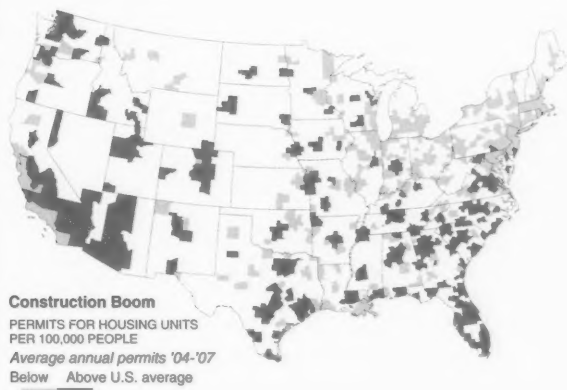 Construction Boom
PERMITS FOR HOUSING UNITS
PER 100,000 PEOPLE
Average annual permits '04-'07
Below Above U.S. average